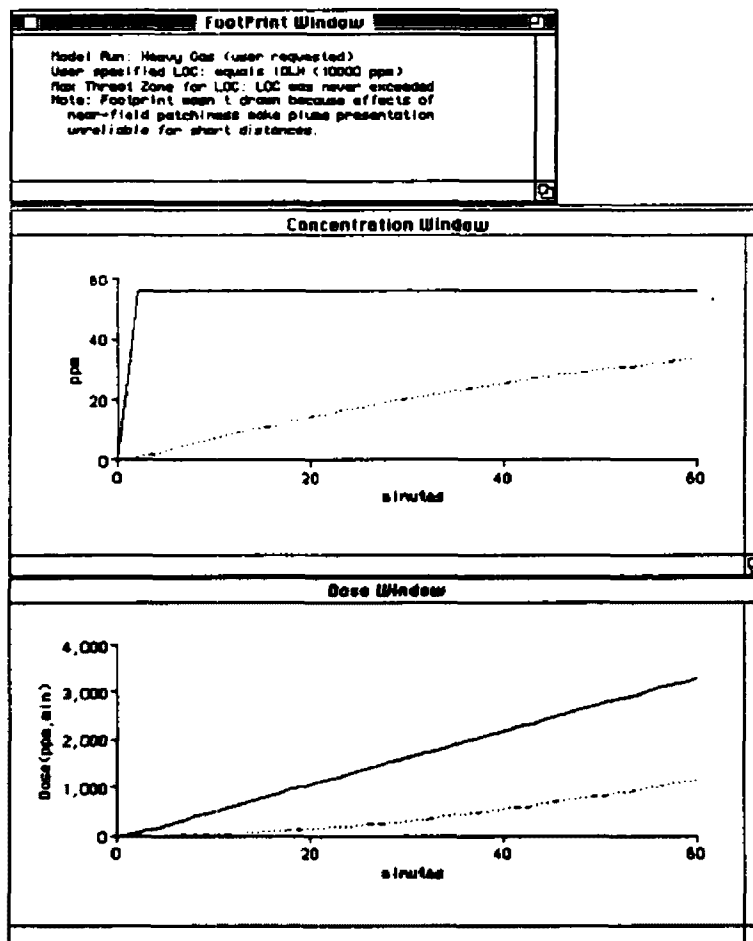 FootPrint Window
Model Run: Heavy Gas (user requested)
User specified LOC: equals IDLH (10000 ppm)
Max Threat Zone for LOC: LOC was never exceeded
Note: Footprint wasn't drawn because effects of
near-field patchiness make plume presentation
unreliable for short distances.
Concentration Window
60
40
20
0
ppm
0 20 40 60
minutes
Dose Window
4,000
3,000
2,000
1,000
0
Dose(ppm,min)
0 20 40 60
minutes